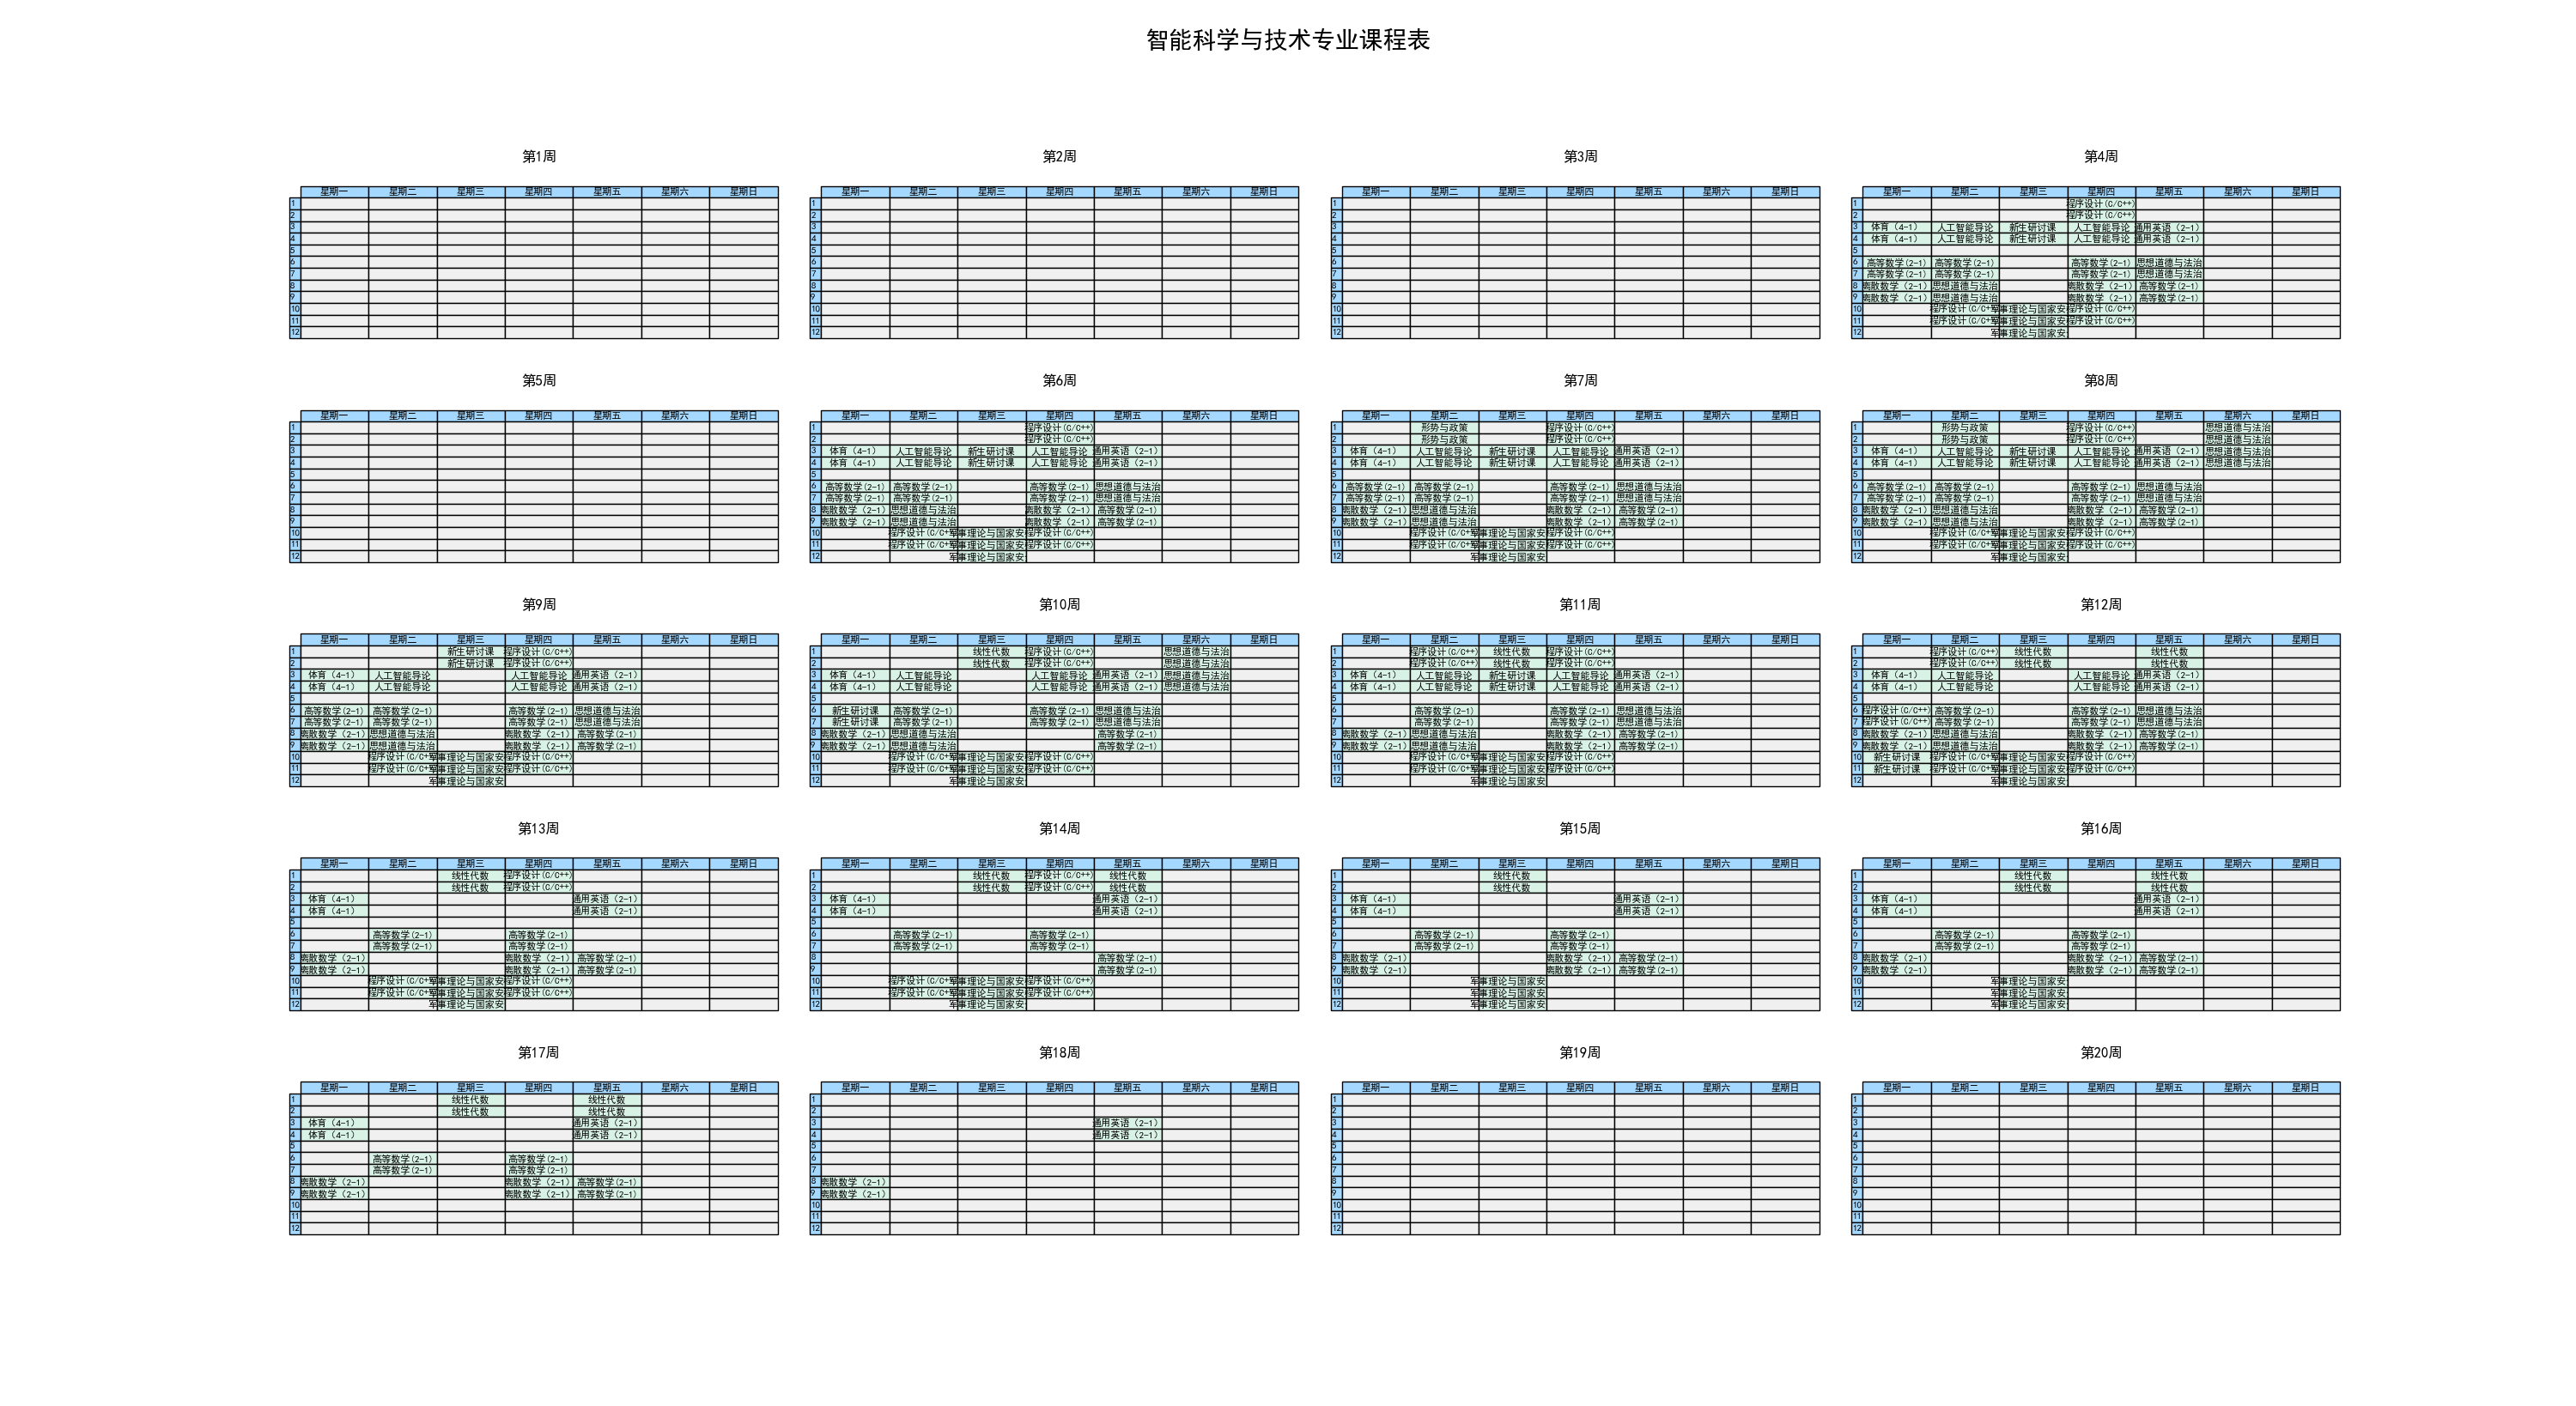 智能科学与技术专业课程表
第1周
星期一 星期二 星期三 星期四 星期五 星期六 星期日
1
2
3
4
5
6
7
8
9
10
11
12
第2周
星期一 星期二 星期三 星期四 星期五 星期六 星期日
1
2
3
4
5
6
7
8
9
10
11
12
第3周
星期一 星期二 星期三 星期四 星期五 星期六 星期日
1
2
3
4
5
6
7
8
9
10
11
12
第4周
星期一 星期二 星期三 星期四 星期五 星期六 星期日
1 程序设计(C/C++)
2 程序设计(C/C++)
3 体育（4-1） 人工智能导论 新生研讨课 人工智能导论 通用英语（2-1）
4 体育（4-1） 人工智能导论 新生研讨课 人工智能导论 通用英语（2-1）
5
6 高等数学(2-1) 高等数学(2-1) 高等数学(2-1) 思想道德与法治
7 高等数学(2-1) 高等数学(2-1) 高等数学(2-1) 思想道德与法治
8 离散数学（2-1） 思想道德与法治 离散数学（2-1） 高等数学(2-1)
9 离散数学（2-1） 思想道德与法治 离散数学（2-1） 高等数学(2-1)
10 程序设计(C/C+ 军事理论与国家安 程序设计(C/C++)
11 程序设计(C/C+ 军事理论与国家安 程序设计(C/C++)
12 军事理论与国家安
第5周
星期一 星期二 星期三 星期四 星期五 星期六 星期日
1
2
3
4
5
6
7
8
9
10
11
12
第6周
星期一 星期二 星期三 星期四 星期五 星期六 星期日
1 程序设计(C/C++)
2 程序设计(C/C++)
3 体育（4-1） 人工智能导论 新生研讨课 人工智能导论 通用英语（2-1）
4 体育（4-1） 人工智能导论 新生研讨课 人工智能导论 通用英语（2-1）
5
6 高等数学(2-1) 高等数学(2-1) 高等数学(2-1) 思想道德与法治
7 高等数学(2-1) 高等数学(2-1) 高等数学(2-1) 思想道德与法治
8 离散数学（2-1） 思想道德与法治 离散数学（2-1） 高等数学(2-1)
9 离散数学（2-1） 思想道德与法治 离散数学（2-1） 高等数学(2-1)
10 程序设计(C/C+ 军事理论与国家安 程序设计(C/C++)
11 程序设计(C/C+ 军事理论与国家安 程序设计(C/C++)
12 军事理论与国家安
第7周
星期一 星期二 星期三 星期四 星期五 星期六 星期日
1 形势与政策 程序设计(C/C++)
2 形势与政策 程序设计(C/C++)
3 体育（4-1） 人工智能导论 新生研讨课 人工智能导论 通用英语（2-1）
4 体育（4-1） 人工智能导论 新生研讨课 人工智能导论 通用英语（2-1）
5
6 高等数学(2-1) 高等数学(2-1) 高等数学(2-1) 思想道德与法治
7 高等数学(2-1) 高等数学(2-1) 高等数学(2-1) 思想道德与法治
8 离散数学（2-1） 思想道德与法治 离散数学（2-1） 高等数学(2-1)
9 离散数学（2-1） 思想道德与法治 离散数学（2-1） 高等数学(2-1)
10 程序设计(C/C+ 军事理论与国家安 程序设计(C/C++)
11 程序设计(C/C+ 军事理论与国家安 程序设计(C/C++)
12 军事理论与国家安
第8周
星期一 星期二 星期三 星期四 星期五 星期六 星期日
1 形势与政策 程序设计(C/C++) 思想道德与法治
2 形势与政策 程序设计(C/C++) 思想道德与法治
3 体育（4-1） 人工智能导论 新生研讨课 人工智能导论 通用英语（2-1） 思想道德与法治
4 体育（4-1） 人工智能导论 新生研讨课 人工智能导论 通用英语（2-1） 思想道德与法治
5
6 高等数学(2-1) 高等数学(2-1) 高等数学(2-1) 思想道德与法治
7 高等数学(2-1) 高等数学(2-1) 高等数学(2-1) 思想道德与法治
8 离散数学（2-1） 思想道德与法治 离散数学（2-1） 高等数学(2-1)
9 离散数学（2-1） 思想道德与法治 离散数学（2-1） 高等数学(2-1)
10 程序设计(C/C+ 军事理论与国家安 程序设计(C/C++)
11 程序设计(C/C+ 军事理论与国家安 程序设计(C/C++)
12 军事理论与国家安
第9周
星期一 星期二 星期三 星期四 星期五 星期六 星期日
1 新生研讨课 程序设计(C/C++)
2 新生研讨课 程序设计(C/C++)
3 体育（4-1） 人工智能导论 人工智能导论 通用英语（2-1）
4 体育（4-1） 人工智能导论 人工智能导论 通用英语（2-1）
5
6 高等数学(2-1) 高等数学(2-1) 高等数学(2-1) 思想道德与法治
7 高等数学(2-1) 高等数学(2-1) 高等数学(2-1) 思想道德与法治
8 离散数学（2-1） 思想道德与法治 离散数学（2-1） 高等数学(2-1)
9 离散数学（2-1） 思想道德与法治 离散数学（2-1） 高等数学(2-1)
10 程序设计(C/C+ 军事理论与国家安 程序设计(C/C++)
11 程序设计(C/C+ 军事理论与国家安 程序设计(C/C++)
12 军事理论与国家安
第10周
星期一 星期二 星期三 星期四 星期五 星期六 星期日
1 线性代数 程序设计(C/C++) 思想道德与法治
2 线性代数 程序设计(C/C++) 思想道德与法治
3 体育（4-1） 人工智能导论 人工智能导论 通用英语（2-1） 思想道德与法治
4 体育（4-1） 人工智能导论 人工智能导论 通用英语（2-1） 思想道德与法治
5
6 新生研讨课 高等数学(2-1) 高等数学(2-1) 思想道德与法治
7 新生研讨课 高等数学(2-1) 高等数学(2-1) 思想道德与法治
8 离散数学（2-1） 思想道德与法治 高等数学(2-1)
9 离散数学（2-1） 思想道德与法治 高等数学(2-1)
10 程序设计(C/C+ 军事理论与国家安 程序设计(C/C++)
11 程序设计(C/C+ 军事理论与国家安 程序设计(C/C++)
12 军事理论与国家安
第11周
星期一 星期二 星期三 星期四 星期五 星期六 星期日
1 程序设计(C/C++) 线性代数 程序设计(C/C++)
2 程序设计(C/C++) 线性代数 程序设计(C/C++)
3 体育（4-1） 人工智能导论 新生研讨课 人工智能导论 通用英语（2-1）
4 体育（4-1） 人工智能导论 新生研讨课 人工智能导论 通用英语（2-1）
5
6 高等数学(2-1) 高等数学(2-1) 思想道德与法治
7 高等数学(2-1) 高等数学(2-1) 思想道德与法治
8 离散数学（2-1） 思想道德与法治 离散数学（2-1） 高等数学(2-1)
9 离散数学（2-1） 思想道德与法治 离散数学（2-1） 高等数学(2-1)
10 程序设计(C/C+ 军事理论与国家安 程序设计(C/C++)
11 程序设计(C/C+ 军事理论与国家安 程序设计(C/C++)
12 军事理论与国家安
第12周
星期一 星期二 星期三 星期四 星期五 星期六 星期日
1 程序设计(C/C++) 线性代数 线性代数
2 程序设计(C/C++) 线性代数 线性代数
3 体育（4-1） 人工智能导论 人工智能导论 通用英语（2-1）
4 体育（4-1） 人工智能导论 人工智能导论 通用英语（2-1）
5
6 程序设计(C/C++) 高等数学(2-1) 高等数学(2-1) 思想道德与法治
7 程序设计(C/C++) 高等数学(2-1) 高等数学(2-1) 思想道德与法治
8 离散数学（2-1） 思想道德与法治 离散数学（2-1） 高等数学(2-1)
9 离散数学（2-1） 思想道德与法治 离散数学（2-1） 高等数学(2-1)
10 新生研讨课 程序设计(C/C+ 军事理论与国家安 程序设计(C/C++)
11 新生研讨课 程序设计(C/C+ 军事理论与国家安 程序设计(C/C++)
12 军事理论与国家安
第13周
星期一 星期二 星期三 星期四 星期五 星期六 星期日
1 线性代数 程序设计(C/C++)
2 线性代数 程序设计(C/C++)
3 体育（4-1） 通用英语（2-1）
4 体育（4-1） 通用英语（2-1）
5
6 高等数学(2-1) 高等数学(2-1)
7 高等数学(2-1) 高等数学(2-1)
8 离散数学（2-1） 离散数学（2-1） 高等数学(2-1)
9 离散数学（2-1） 离散数学（2-1） 高等数学(2-1)
10 程序设计(C/C+ 军事理论与国家安 程序设计(C/C++)
11 程序设计(C/C+ 军事理论与国家安 程序设计(C/C++)
12 军事理论与国家安
第14周
星期一 星期二 星期三 星期四 星期五 星期六 星期日
1 线性代数 程序设计(C/C++) 线性代数
2 线性代数 程序设计(C/C++) 线性代数
3 体育（4-1） 通用英语（2-1）
4 体育（4-1） 通用英语（2-1）
5
6 高等数学(2-1) 高等数学(2-1)
7 高等数学(2-1) 高等数学(2-1)
8 高等数学(2-1)
9 高等数学(2-1)
10 程序设计(C/C+ 军事理论与国家安 程序设计(C/C++)
11 程序设计(C/C+ 军事理论与国家安 程序设计(C/C++)
12 军事理论与国家安
第15周
星期一 星期二 星期三 星期四 星期五 星期六 星期日
1 线性代数
2 线性代数
3 体育（4-1） 通用英语（2-1）
4 体育（4-1） 通用英语（2-1）
5
6 高等数学(2-1) 高等数学(2-1)
7 高等数学(2-1) 高等数学(2-1)
8 离散数学（2-1） 离散数学（2-1） 高等数学(2-1)
9 离散数学（2-1） 离散数学（2-1） 高等数学(2-1)
10 军事理论与国家安
11 军事理论与国家安
12 军事理论与国家安
第16周
星期一 星期二 星期三 星期四 星期五 星期六 星期日
1 线性代数 线性代数
2 线性代数 线性代数
3 体育（4-1） 通用英语（2-1）
4 体育（4-1） 通用英语（2-1）
5
6 高等数学(2-1) 高等数学(2-1)
7 高等数学(2-1) 高等数学(2-1)
8 离散数学（2-1） 离散数学（2-1） 高等数学(2-1)
9 离散数学（2-1） 离散数学（2-1） 高等数学(2-1)
10 军事理论与国家安
11 军事理论与国家安
12 军事理论与国家安
第17周
星期一 星期二 星期三 星期四 星期五 星期六 星期日
1 线性代数 线性代数
2 线性代数 线性代数
3 体育（4-1） 通用英语（2-1）
4 体育（4-1） 通用英语（2-1）
5
6 高等数学(2-1) 高等数学(2-1)
7 高等数学(2-1) 高等数学(2-1)
8 离散数学（2-1） 离散数学（2-1） 高等数学(2-1)
9 离散数学（2-1） 离散数学（2-1） 高等数学(2-1)
10
11
12
第18周
星期一 星期二 星期三 星期四 星期五 星期六 星期日
1
2
3 通用英语（2-1）
4 通用英语（2-1）
5
6
7
8 离散数学（2-1）
9 离散数学（2-1）
10
11
12
第19周
星期一 星期二 星期三 星期四 星期五 星期六 星期日
1
2
3
4
5
6
7
8
9
10
11
12
第20周
星期一 星期二 星期三 星期四 星期五 星期六 星期日
1
2
3
4
5
6
7
8
9
10
11
12